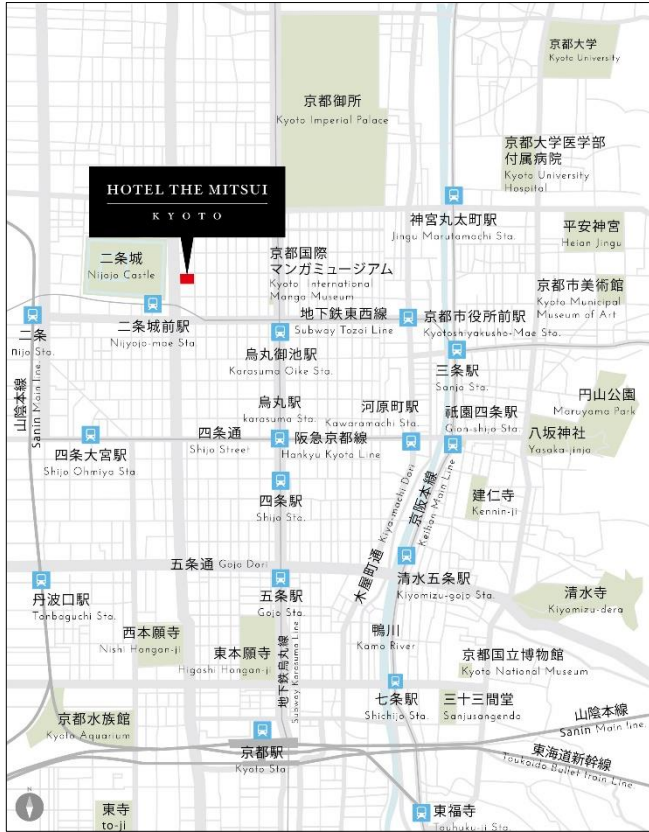 京都大学
Kyoto University
京都御所
Kyoto Imperial Palace
京都大学医学部
付属病院
Kyoto University
Hospital
HOTEL THE MITSUI
KYOTO
神宮丸太町駅
Jingu Marutamachi Sta.
平安神宮
Heian Jingu
二条城
Nijojo Castle
京都国際
マンガミュージアム
Kyoto International
Manga Museum
京都市美術館
Kyoto Municipal
Museum of Art
二条
Nijo Sta.
二条城前駅
Nijyojo-mae Sta.
地下鉄東西線
Subway Tozai Line
京都市役所前駅
Kyotoshiyakusho-Mae Sta.
烏丸御池駅
Karasuma Oike Sta.
三条駅
Sanjo Sta.
山陰本線
Sanin Main line
円山公園
Maruyama Park
烏丸駅
karasuma Sta.
河原町駅
Kawaramachi Sta.
祇園四条駅
Gion-shijo Sta.
八坂神社
Yasaka-jinja
四条大宮駅
Shijo Ohmiya Sta
四条通
Shijo Street
阪急京都線
Hankyu Kyoto Line
四条駅
Shijo Sta.
京阪本線
Keihan Main Line
建仁寺
Kennin-ji
木屋町通 Kiya-machi Dori
五条通 Gojo Dori
丹波口駅
Tanbaguchi Sta.
五条駅
Gojo Sta.
清水五条駅
Kiyomizu-gojo Sta.
清水寺
Kiyomizu-dera
西本願寺
Nishi Hongan-ji
東本願寺
Higashi Hongan-ji
地下鉄烏丸線
Subway Karasuma Line
鴨川
Kamo River
京都国立博物館
Kyoto National Museum
七条駅
Shichijo Sta.
三十三間堂
Sanjusangendo
京都水族館
Kyoto Aquarium
京都駅
Kyoto Sta
山陰本線
Sanin Main line.
東海道新幹線
Toukaido Bullet train Line
N
東寺
to-ji
東福寺
Touhuku-ji Sta.